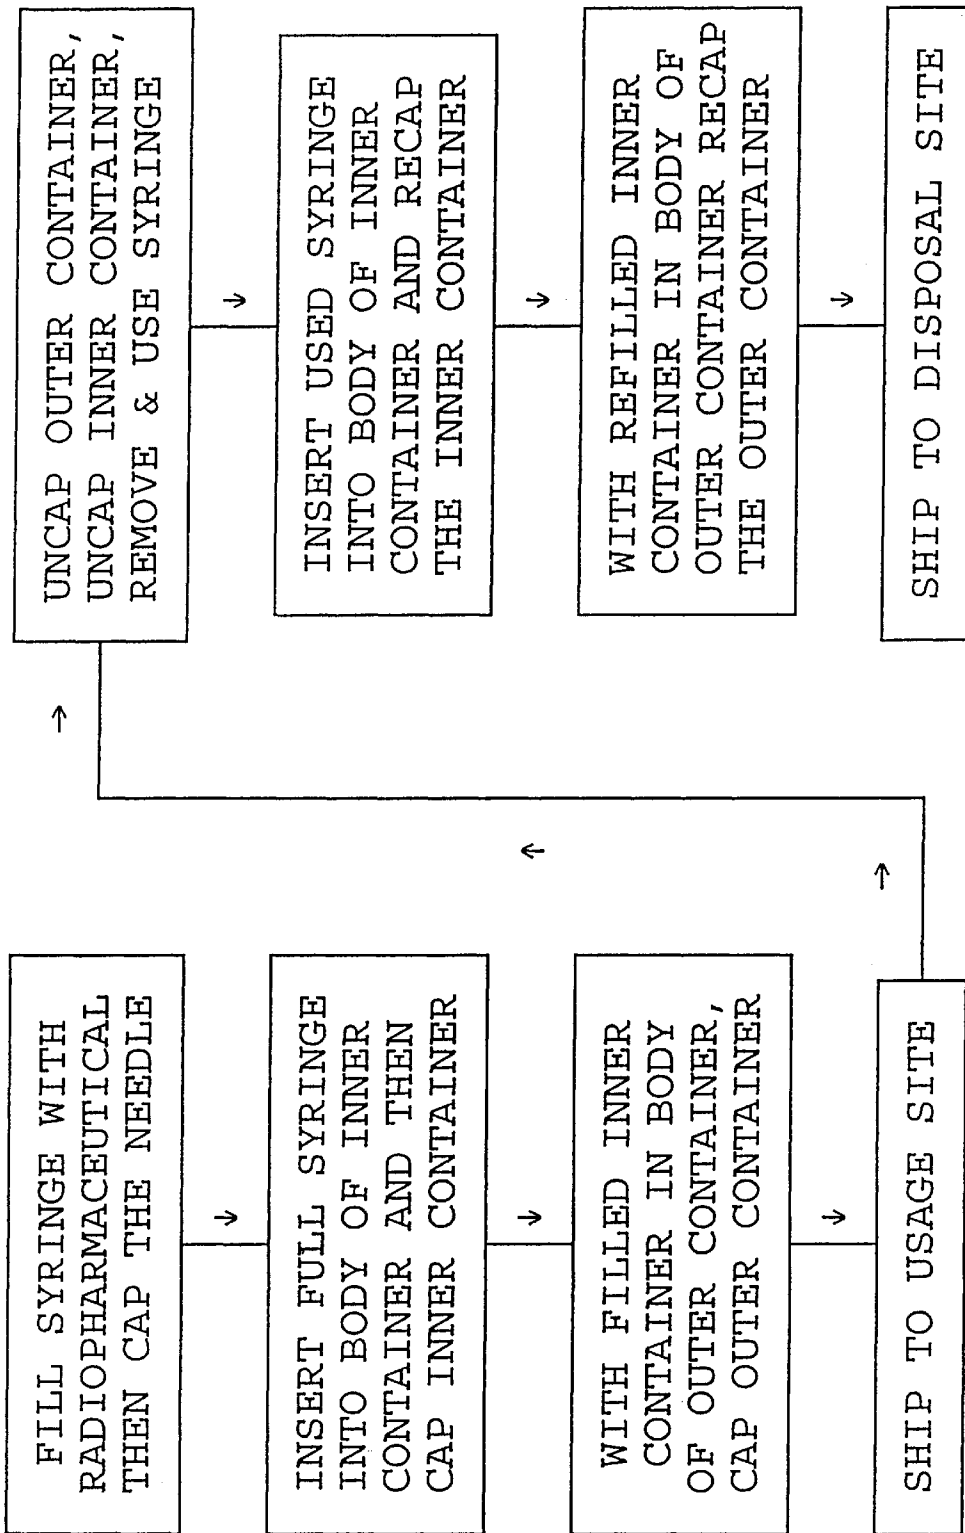 FILL SYRINGE WITH
RADIOPHARMACEUTICAL
THEN CAP THE NEEDLE
INSERT FULL SYRINGE
INTO BODY OF INNER
CONTAINER AND THEN
CAP INNER CONTAINER
WITH FILLED INNER
CONTAINER IN BODY
OF OUTER CONTAINER,
CAP OUTER CONTAINER
SHIP TO USAGE SITE
UNCAP OUTER CONTAINER,
UNCAP INNER CONTAINER,
REMOVE & USE SYRINGE
INSERT USED SYRINGE
INTO BODY OF INNER
CONTAINER AND RECAP
THE INNER CONTAINER
WITH REFILLED INNER
CONTAINER IN BODY OF
OUTER CONTAINER RECAP
THE OUTER CONTAINER
SHIP TO DISPOSAL SITE